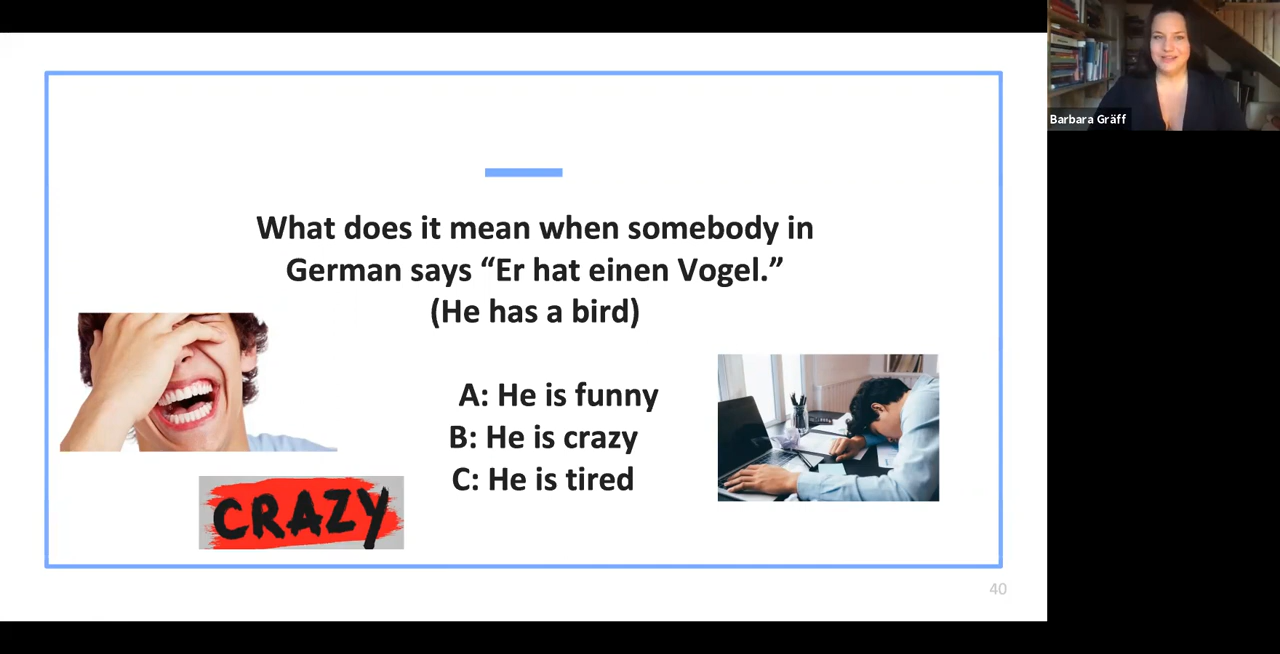 Barbara Gräff
What does it mean when somebody in
German says “Er hat einen Vogel.”
(He has a bird)
A: He is funny
B: He is crazy
C: He is tired
CRAZY
40